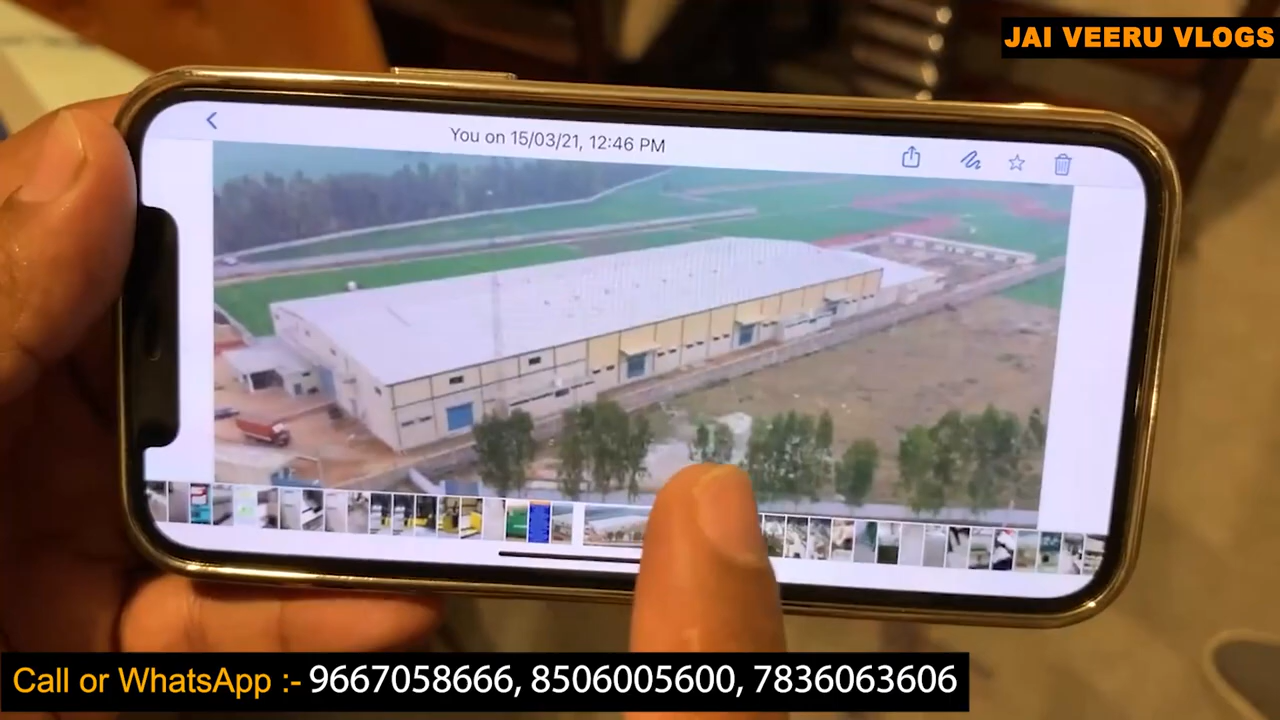 JAI VEERU VLOGS
You on 15/03/21, 12:46 PM
Call or WhatsApp :- 9667058666, 8506005600, 7836063606